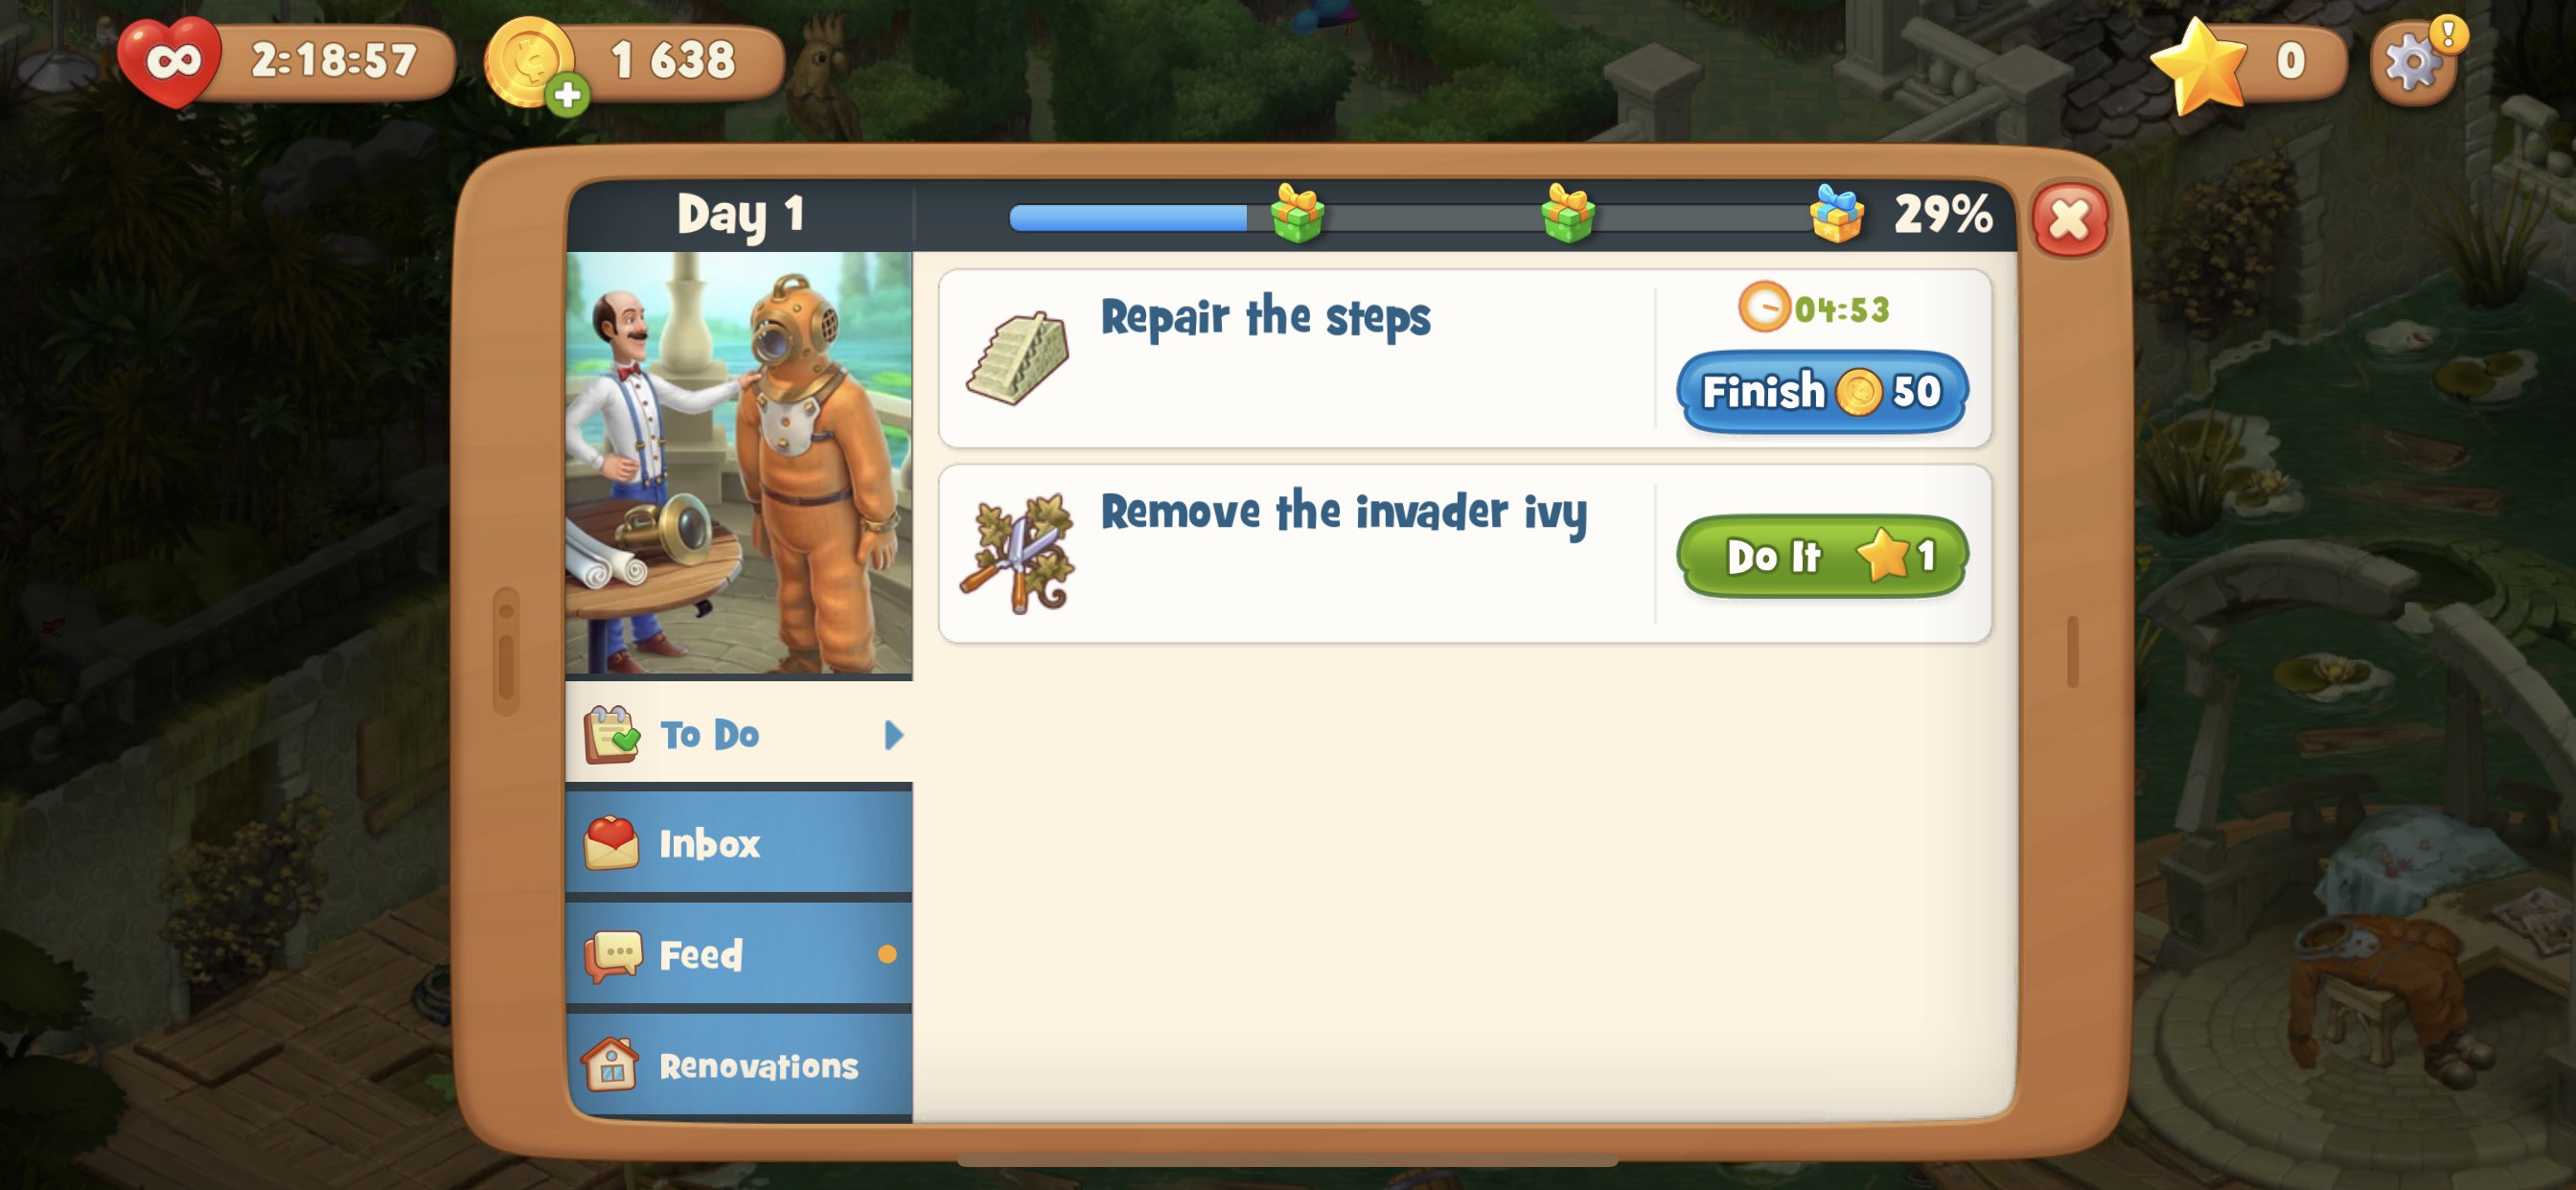 2:18:57
1 638
0
Day 1
29%
Repair the steps
04:53
Finish 50
Remove the invader ivy
Do It 1
To Do
Inbox
Feed
Renovations